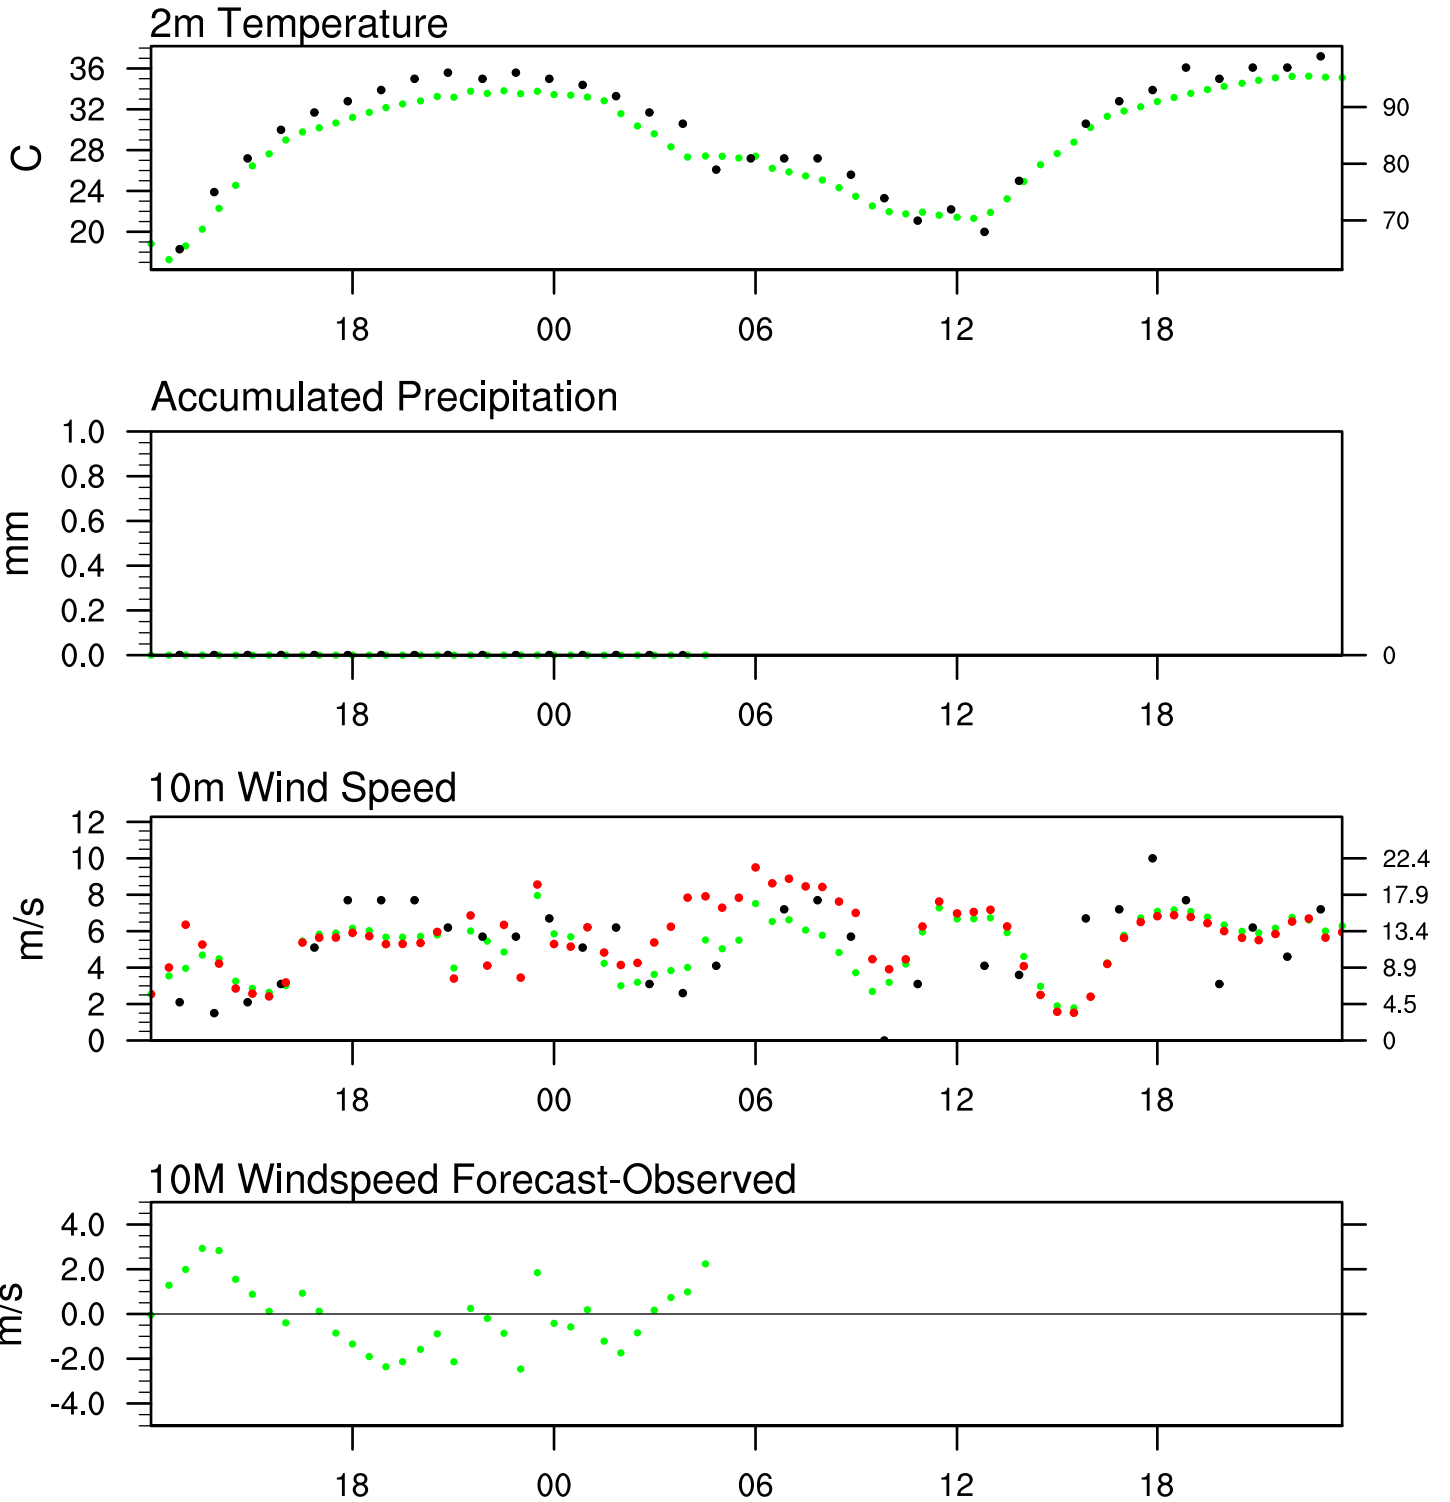 2m Temperature
36
32
28
24
20
C
90
80
70
18 00 06 12 18
Accumulated Precipitation
1.0
0.8
0.6
0.4
0.2
0.0
mm
0
18 00 06 12 18
10m Wind Speed
12
10
8
6
4
2
0
m/s
22.4
17.9
13.4
8.9
4.5
0
18 00 06 12 18
10M Windspeed Forecast-Observed
4.0
2.0
0.0
-2.0
-4.0
m/s
18 00 06 12 18